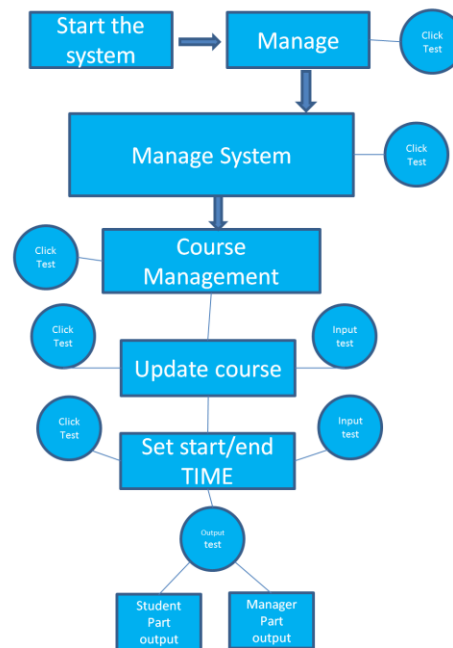 Start the
system
Manage
Click
Test
Manage System
Click
Test
Click
Test
Course
Management
Click
Test
Input
test
Update course
Click
Test
Input
test
Set start/end
TIME
Output
test
Student
Part
output
Manager
Part
output